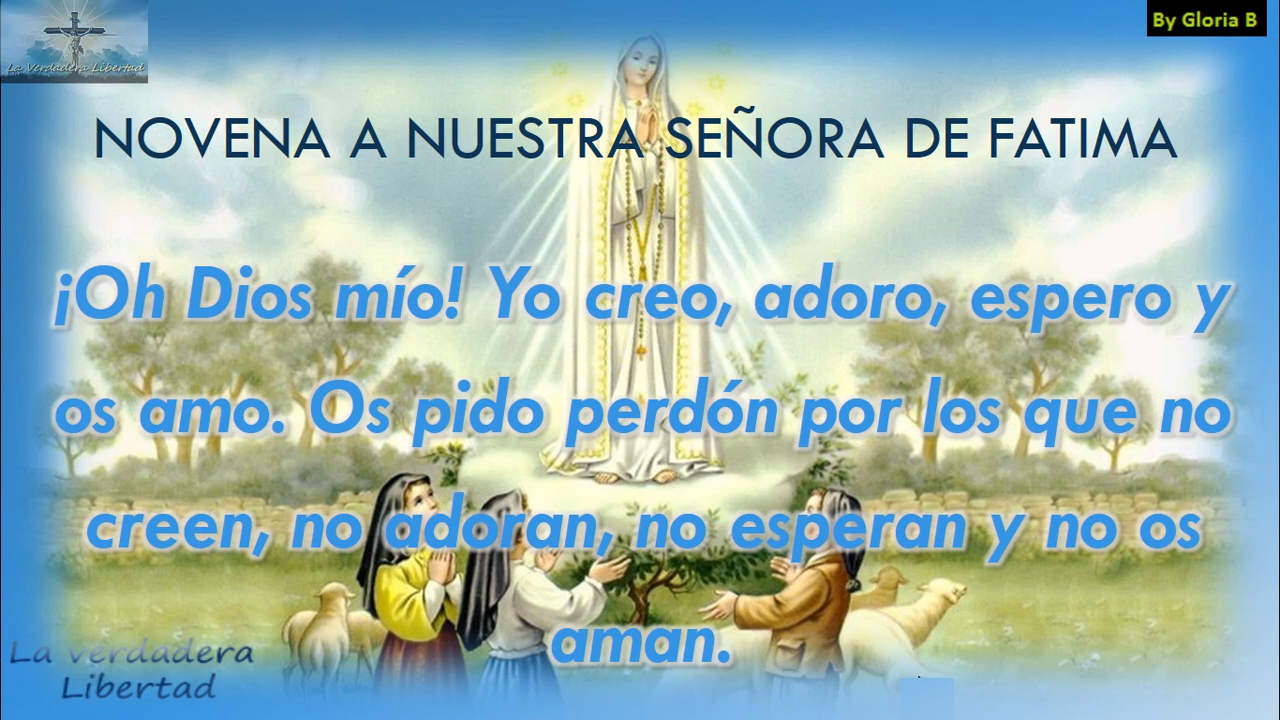 La Verdadera Libertad
By Gloria B
NOVENA A NUESTRA SEÑORA DE FATIMA
¡Oh Dios mío! Yo creo, adoro, espero y
os amo. Os pido perdón por los que no
creen, no adoran, no esperan y no os
aman.
La verdadera
Libertad